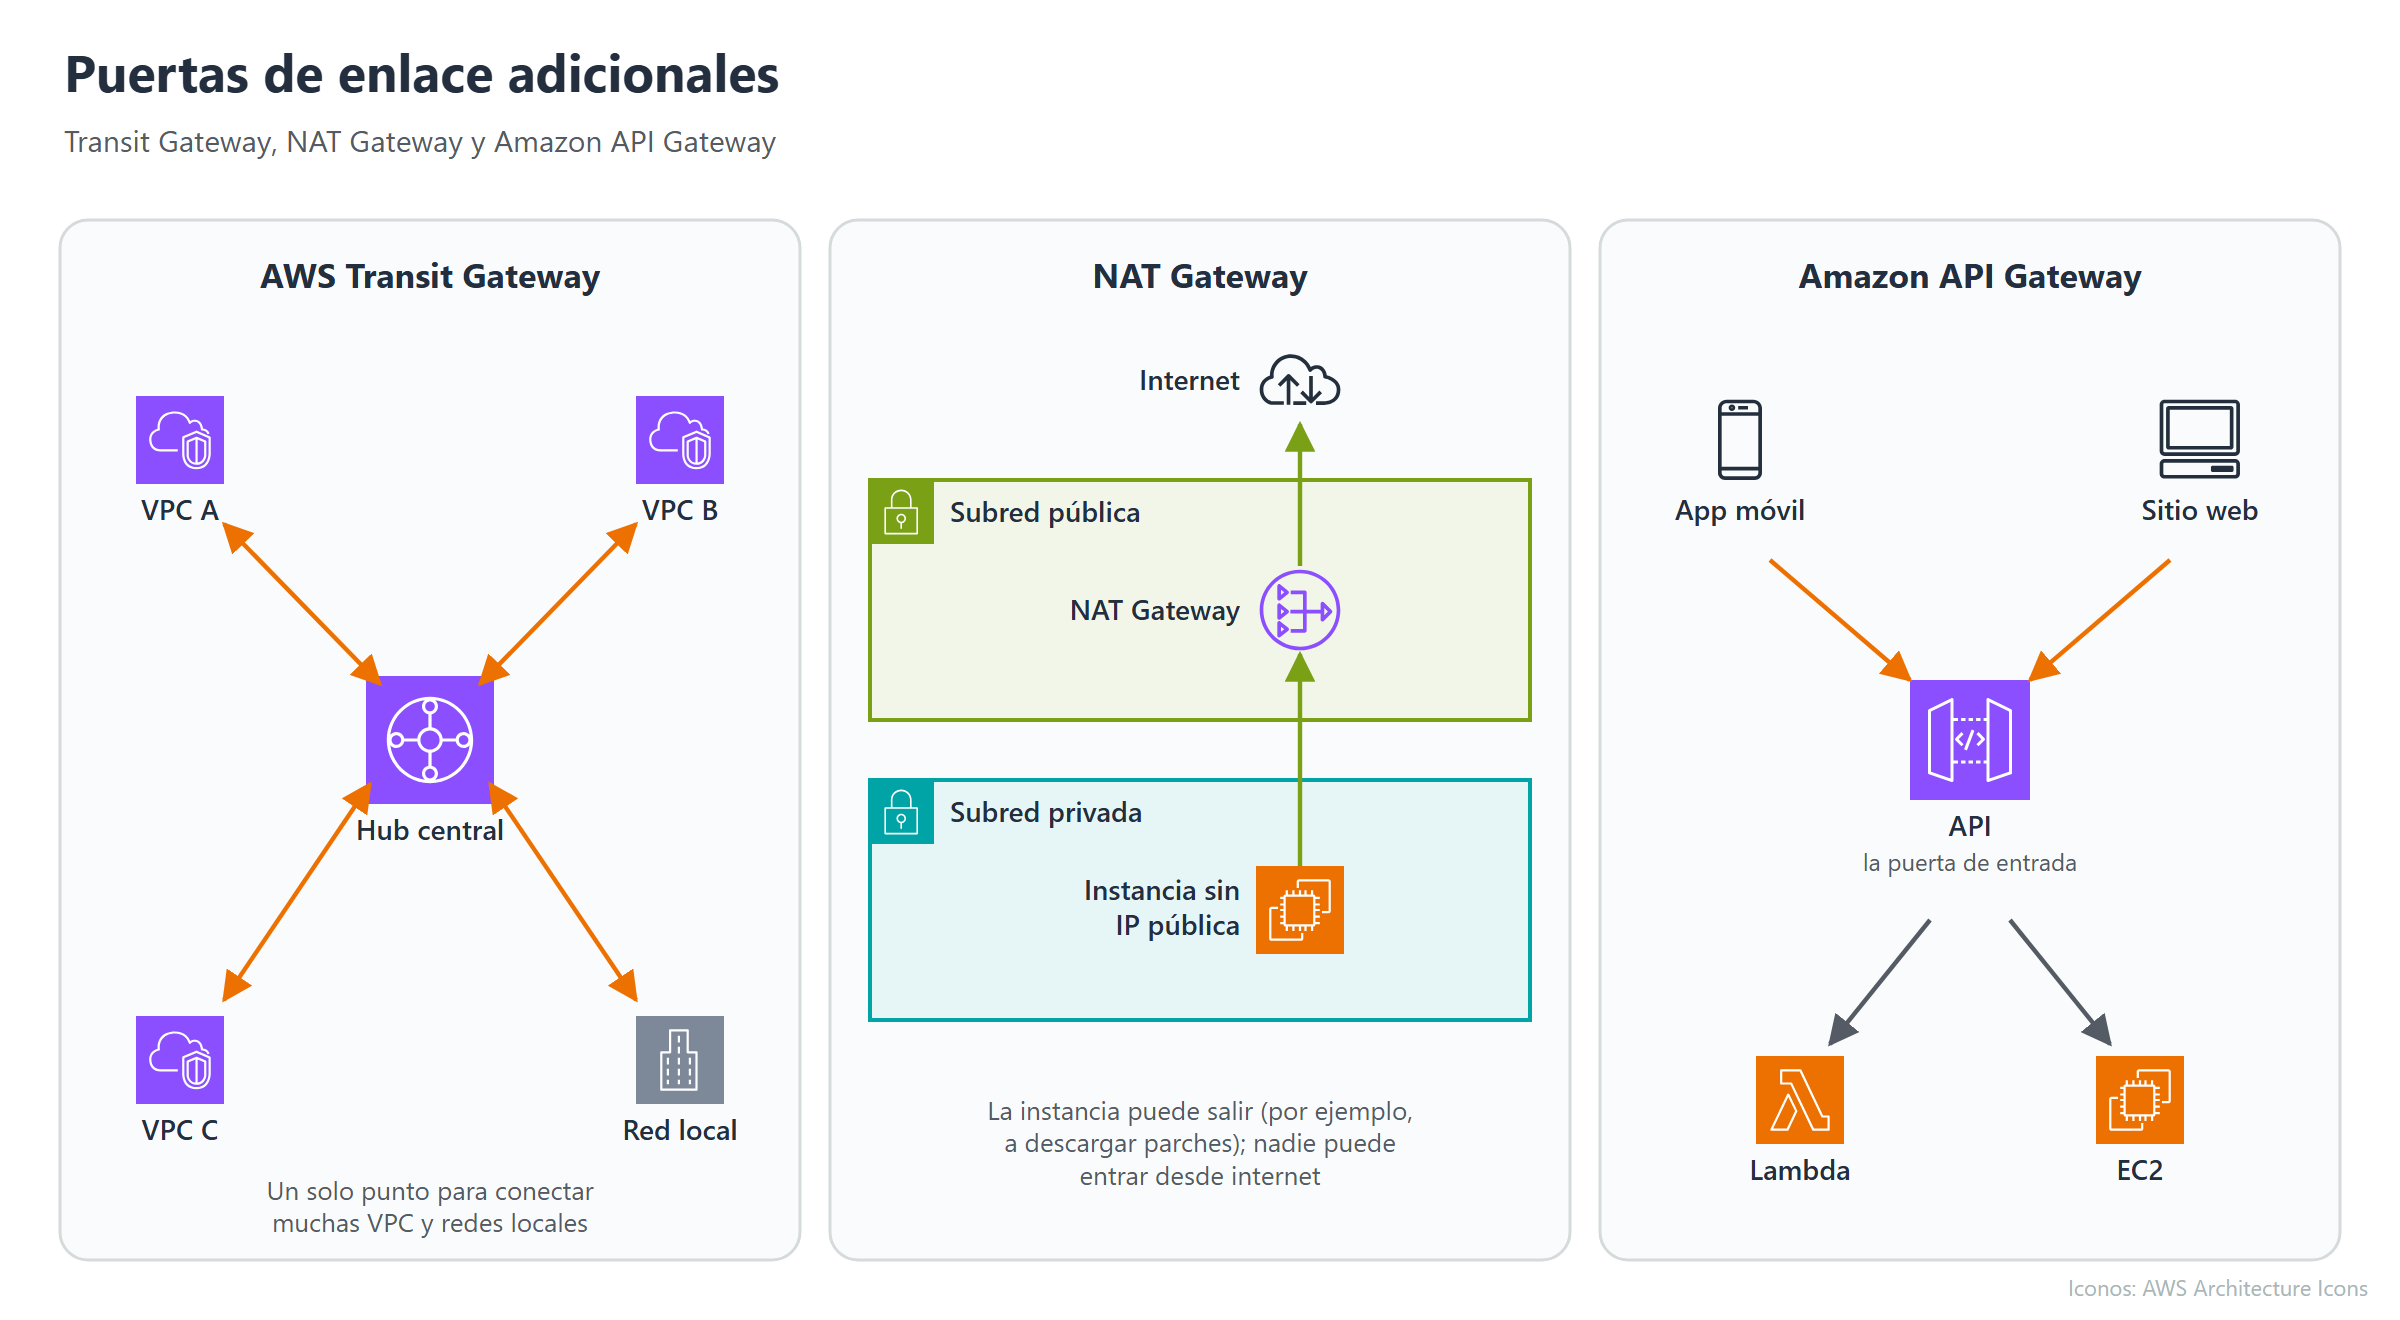 Puertas de enlace adicionales
Transit Gateway, NAT Gateway y Amazon API Gateway
AWS Transit Gateway
VPC A
VPC B
Hub central
VPC C
Red local
Un solo punto para conectar
muchas VPC y redes locales
NAT Gateway
Internet
Subred pública
NAT Gateway
Subred privada
Instancia sin
IP pública
La instancia puede salir (por ejemplo,
a descargar parches); nadie puede
entrar desde internet
Amazon API Gateway
App móvil
Sitio web
API
la puerta de entrada
Lambda
EC2
Iconos: AWS Architecture Icons